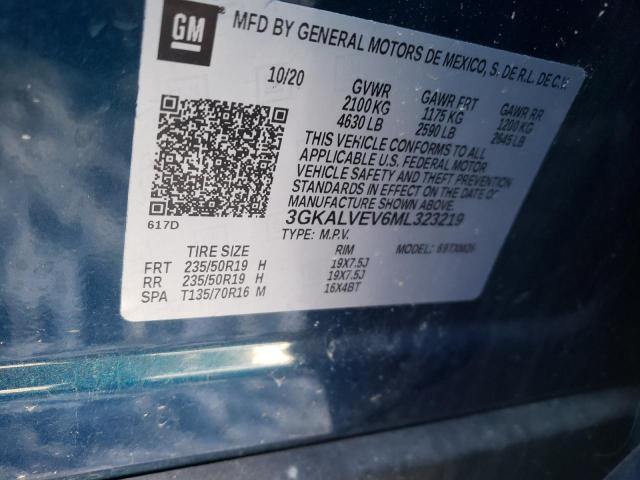 GM
MFD BY GENERAL MOTORS DE MEXICO, S. DE R.L. DE C.V.
10/20 GVWR GAWR FRT GAWR RR
2100 KG 1175 KG 1200 KG
4630 LB 2590 LB 2645 LB
THIS VEHICLE CONFORMS TO ALL
APPLICABLE U.S. FEDERAL MOTOR
VEHICLE SAFETY AND THEFT PREVENTION
STANDARDS IN EFFECT ON THE DATE OF
MANUFACTURE SHOWN ABOVE.
617D
3GKALVEV6ML323219
TYPE: M.P.V. MODEL:
TIRE SIZE RIM
FRT 235/50R19 H 19X7.5J
RR 235/50R19 H 19X7.5J
SPA T135/70R16 M 16X4BT